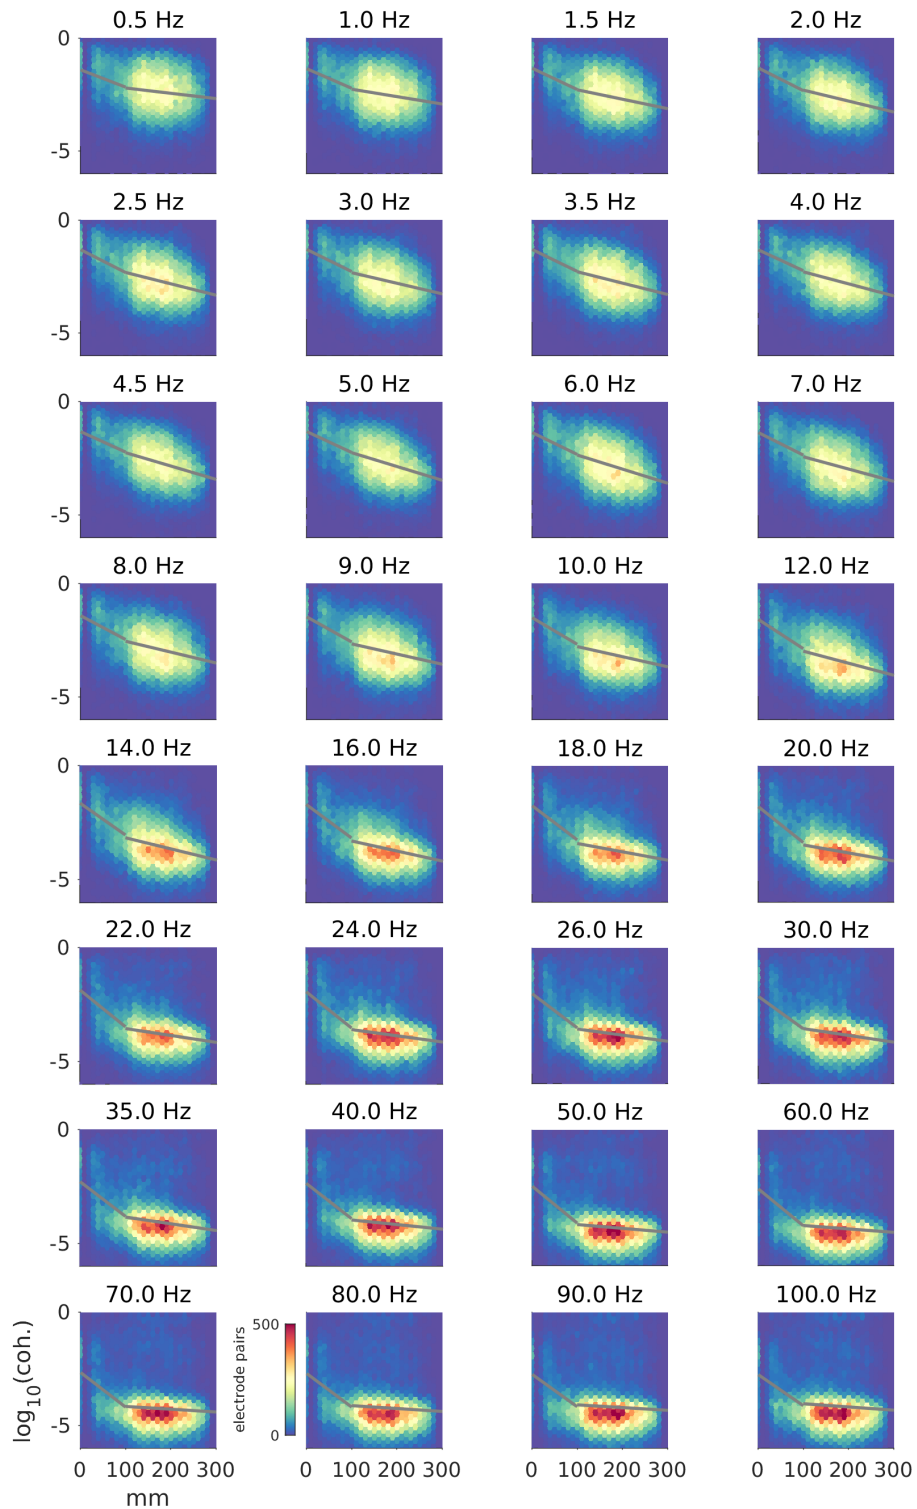 0.5 Hz 1.0 Hz 1.5 Hz 2.0 Hz
0
-5
2.5 Hz 3.0 Hz 3.5 Hz 4.0 Hz
0
-5
4.5 Hz 5.0 Hz 6.0 Hz 7.0 Hz
0
-5
8.0 Hz 9.0 Hz 10.0 Hz 12.0 Hz
0
-5
14.0 Hz 16.0 Hz 18.0 Hz 20.0 Hz
0
-5
22.0 Hz 24.0 Hz 26.0 Hz 30.0 Hz
0
-5
35.0 Hz 40.0 Hz 50.0 Hz 60.0 Hz
0
-5
70.0 Hz 80.0 Hz 90.0 Hz 100.0 Hz
0
-5
log10(coh.)
500
0
electrode pairs
0 100 200 300 0 100 200 300 0 100 200 300 0 100 200 300
mm